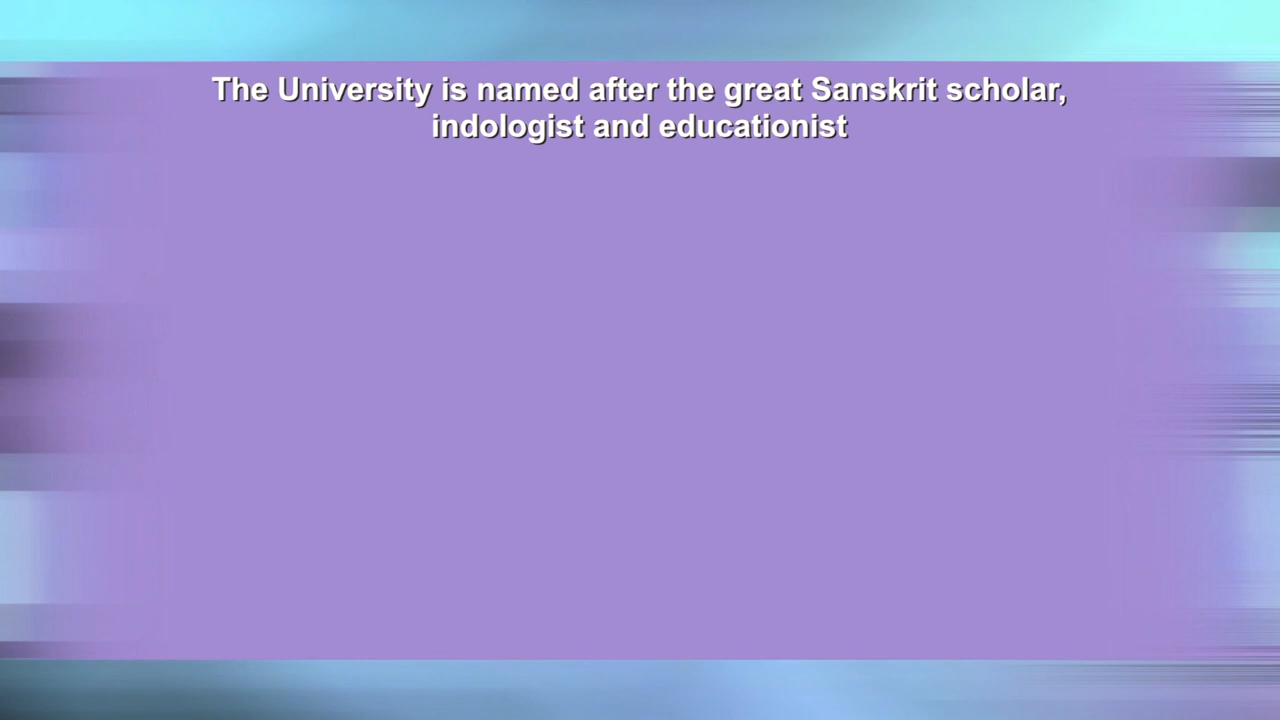 The University is named after the great Sanskrit scholar,
indologist and educationist